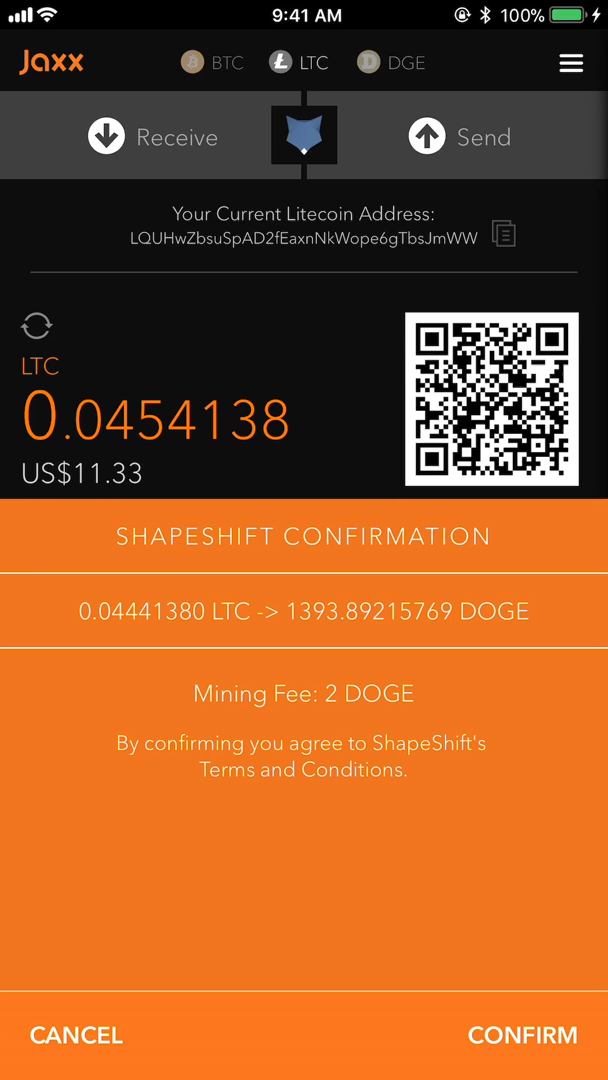 9:41 AM
100%
Jaxx
BTC
LTC
DGE
Receive
Send
Your Current Litecoin Address:
LQUHwZbsuSpAD2fEaxnNkWope6gTbsJmWW
LTC
0.0454138
US$11.33
SHAPESHIFT CONFIRMATION
0.04441380 LTC -> 1393.89215769 DOGE
Mining Fee: 2 DOGE
By confirming you agree to ShapeShift's
Terms and Conditions.
CANCEL
CONFIRM